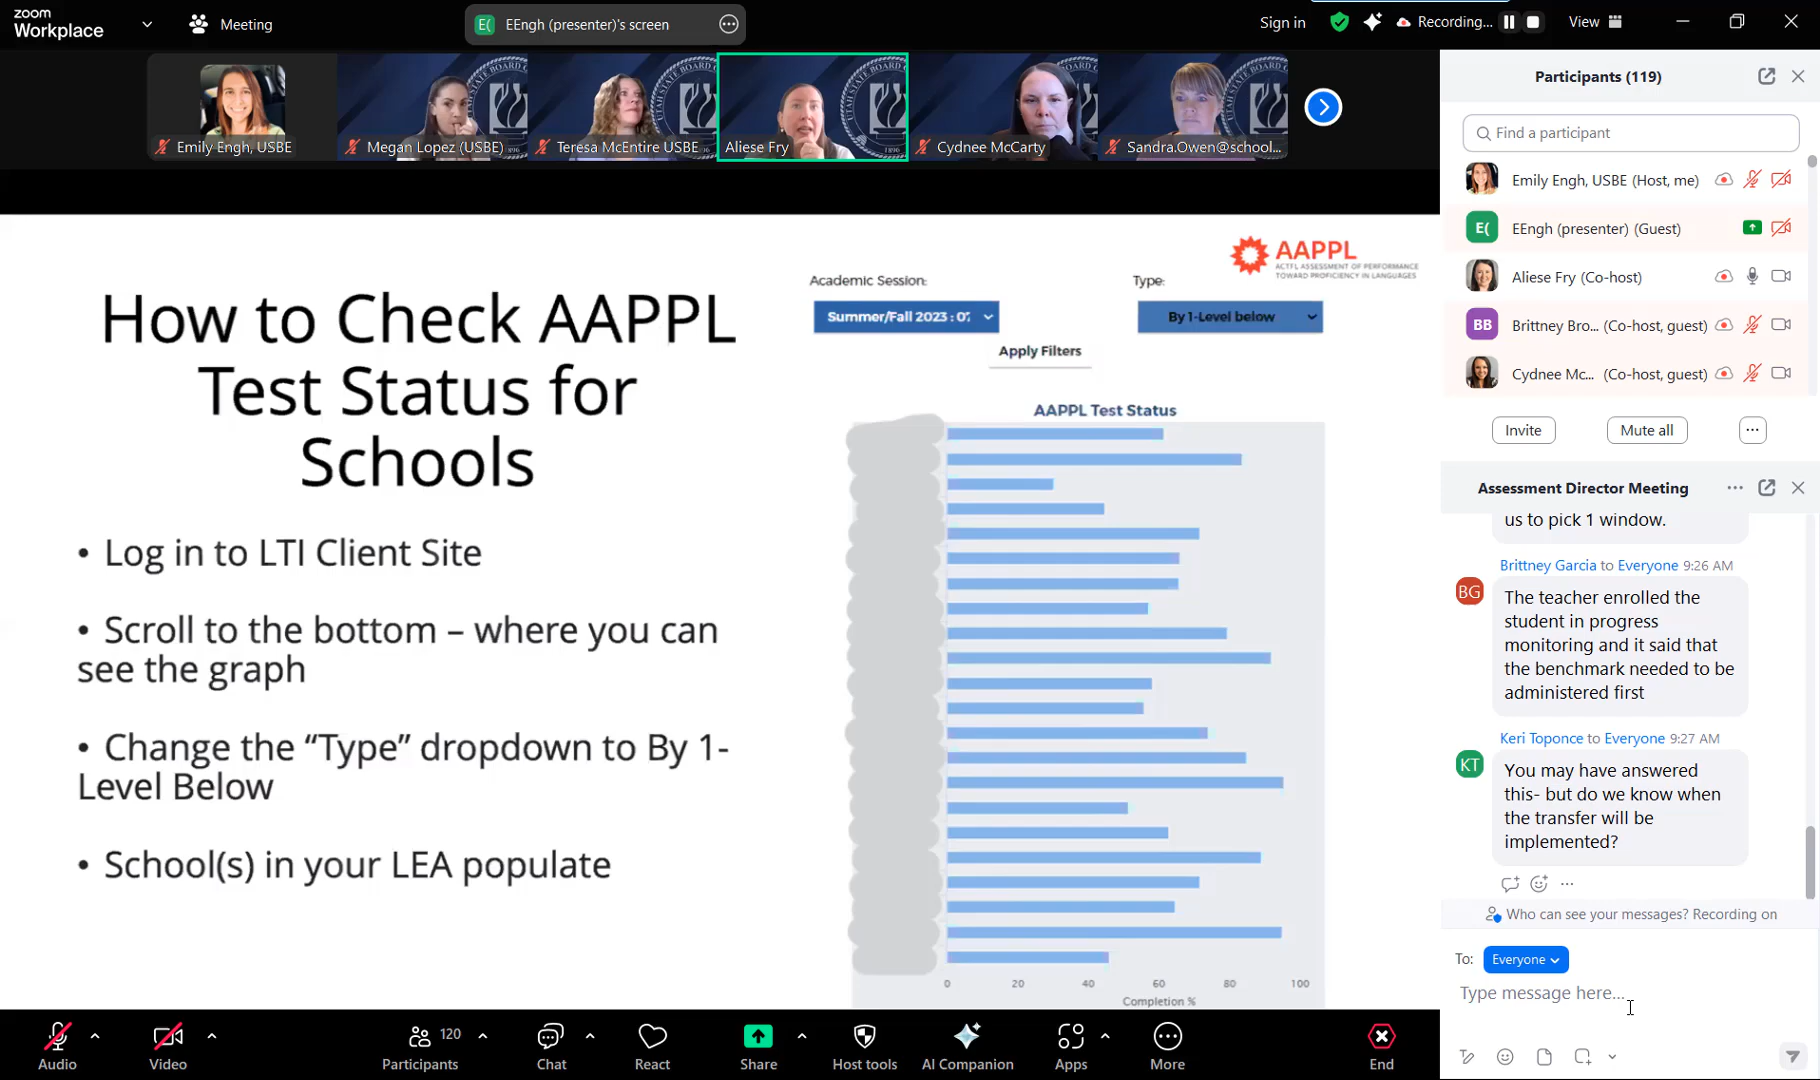 zoom
Workplace
Meeting
E( EEngh (presenter)'s screen
Sign in
Recording...
View
Emily Engh, USBE
Megan Lopez (USBE)
Teresa McEntire USBE
Aliese Fry
Cydnee McCarty
Sandra.Owen@school...
How to Check AAPPL
Test Status for
Schools
• Log in to LTI Client Site
• Scroll to the bottom – where you can
see the graph
• Change the “Type” dropdown to By 1-
Level Below
• School(s) in your LEA populate
AAPPL
ACTFL ASSESSMENT OF PERFORMANCE
TOWARD PROFICIENCY IN LANGUAGES
Academic Session:
Type:
Summer/Fall 2023 : 07
By 1-Level below
Apply Filters
AAPPL Test Status
0 20 40 60 80 100
Completion %
Participants (119)
Find a participant
Emily Engh, USBE (Host, me)
E( EEngh (presenter) (Guest)
Aliese Fry (Co-host)
BB Brittney Bro... (Co-host, guest)
Cydnee Mc... (Co-host, guest)
Invite
Mute all
...
Assessment Director Meeting
us to pick 1 window.
Brittney Garcia to Everyone 9:26 AM
BG
The teacher enrolled the
student in progress
monitoring and it said that
the benchmark needed to be
administered first
Keri Toponce to Everyone 9:27 AM
KT
You may have answered
this- but do we know when
the transfer will be
implemented?
Who can see your messages? Recording on
To: Everyone
Type message here...
Audio
Video
Participants 120
Chat
React
Share
Host tools
AI Companion
Apps
More
End